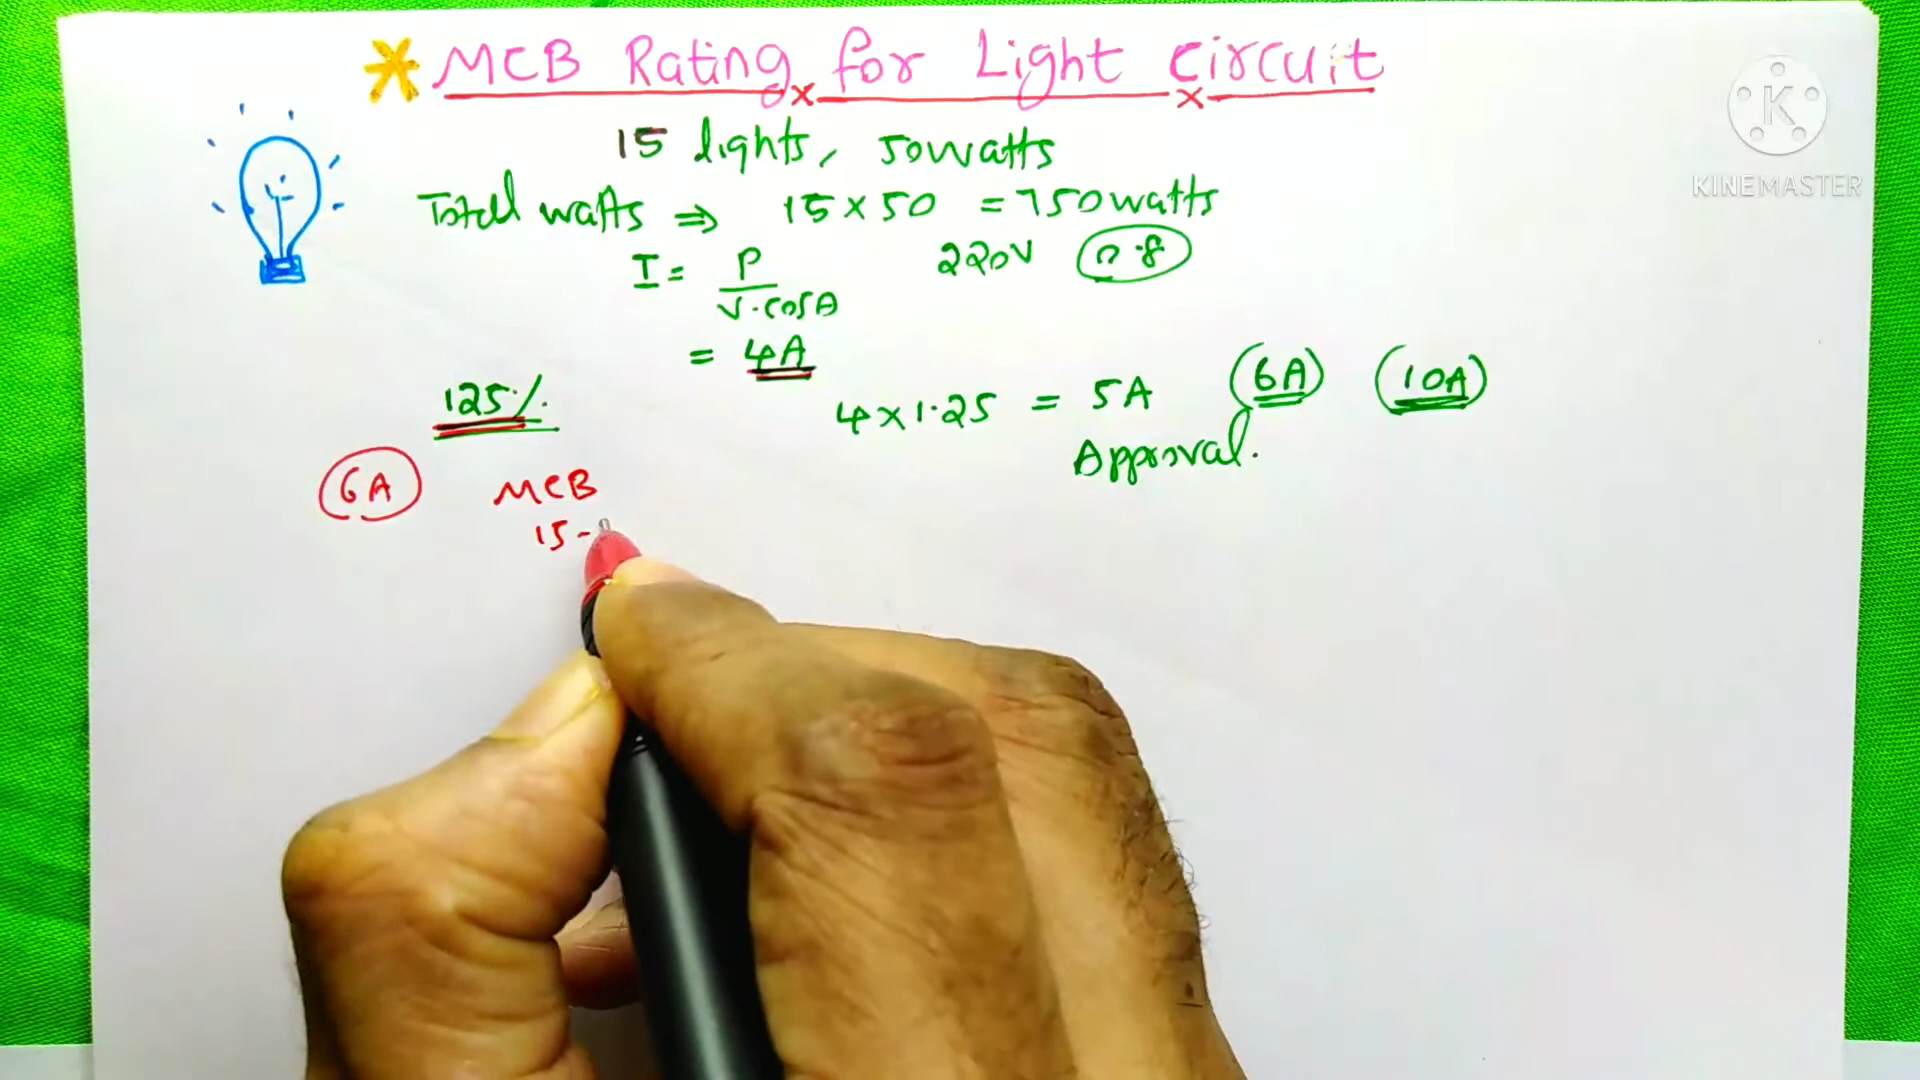 MCB Rating for Light Circuit
15 lights, 50watts
Total watts ⇒ 15 × 50 = 750watts
I = P / V.cosθ 220V 0.8
= 4A
125%
4 × 1.25 = 5A (6A) (10A)
Approval.
6A MCB
15-
K
KINEMASTER